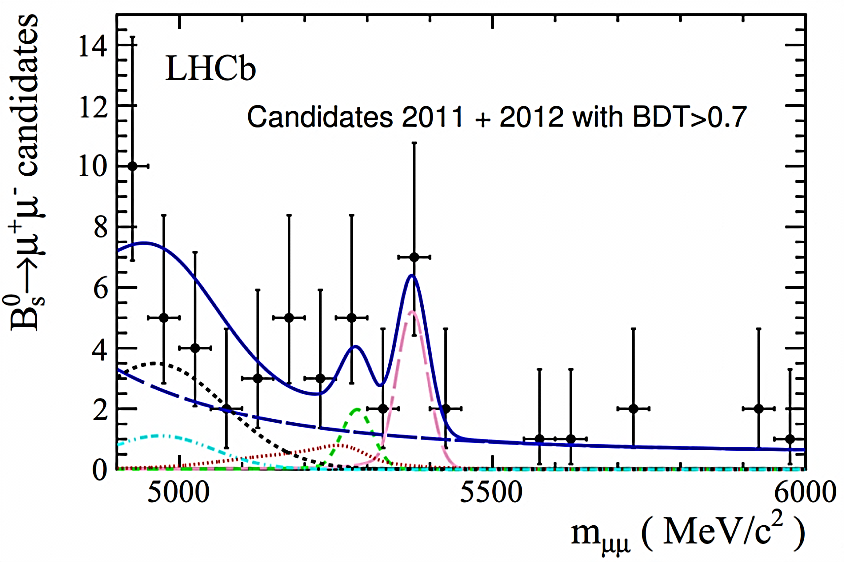 LHCb
Candidates 2011 + 2012 with BDT>0.7
B⁰ₛ→μ⁺μ⁻ candidates
14
12
10
8
6
4
2
0
5000 5500 6000
m_μμ ( MeV/c² )